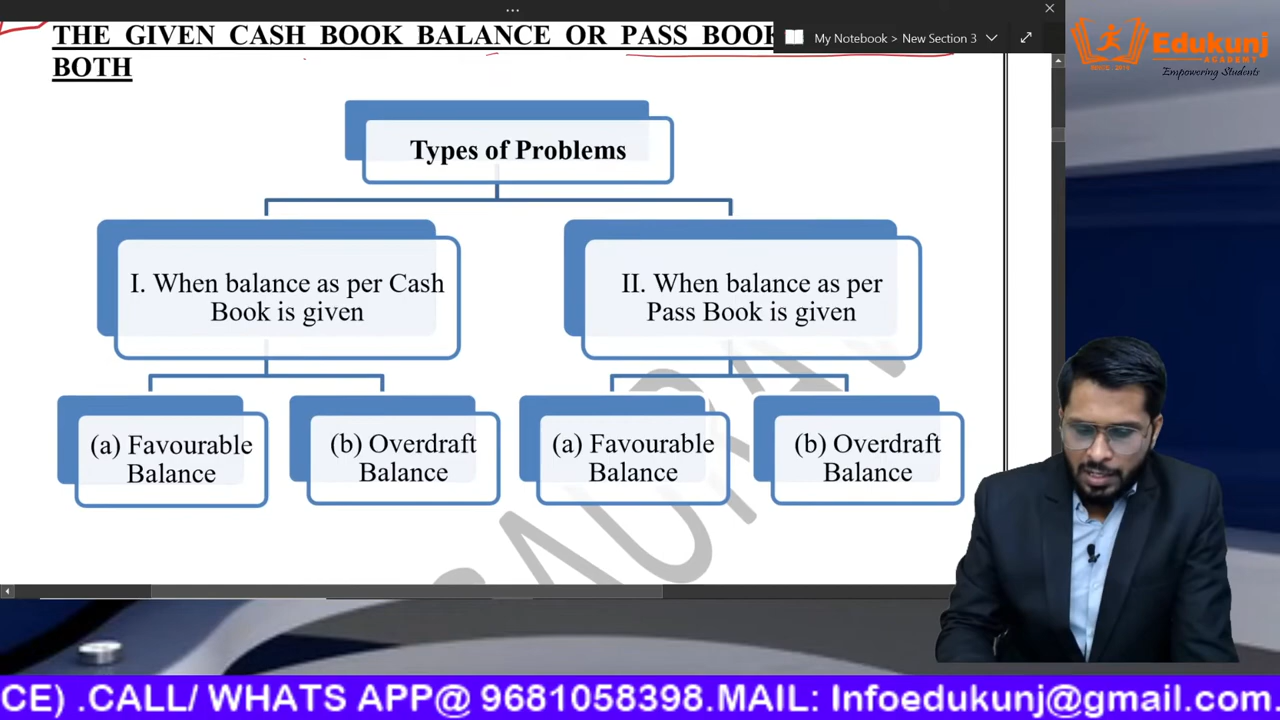 THE GIVEN CASH BOOK BALANCE OR PASS BOOK
BOTH
My Notebook > New Section 3
Edukunj
ACADEMY
Empowering Students
Types of Problems
I. When balance as per Cash
Book is given
II. When balance as per
Pass Book is given
(a) Favourable
Balance
(b) Overdraft
Balance
(a) Favourable
Balance
(b) Overdraft
Balance
CE) .CALL/ WHATS APP@ 9681058398.MAIL: Infoedukunj@gmail.com.